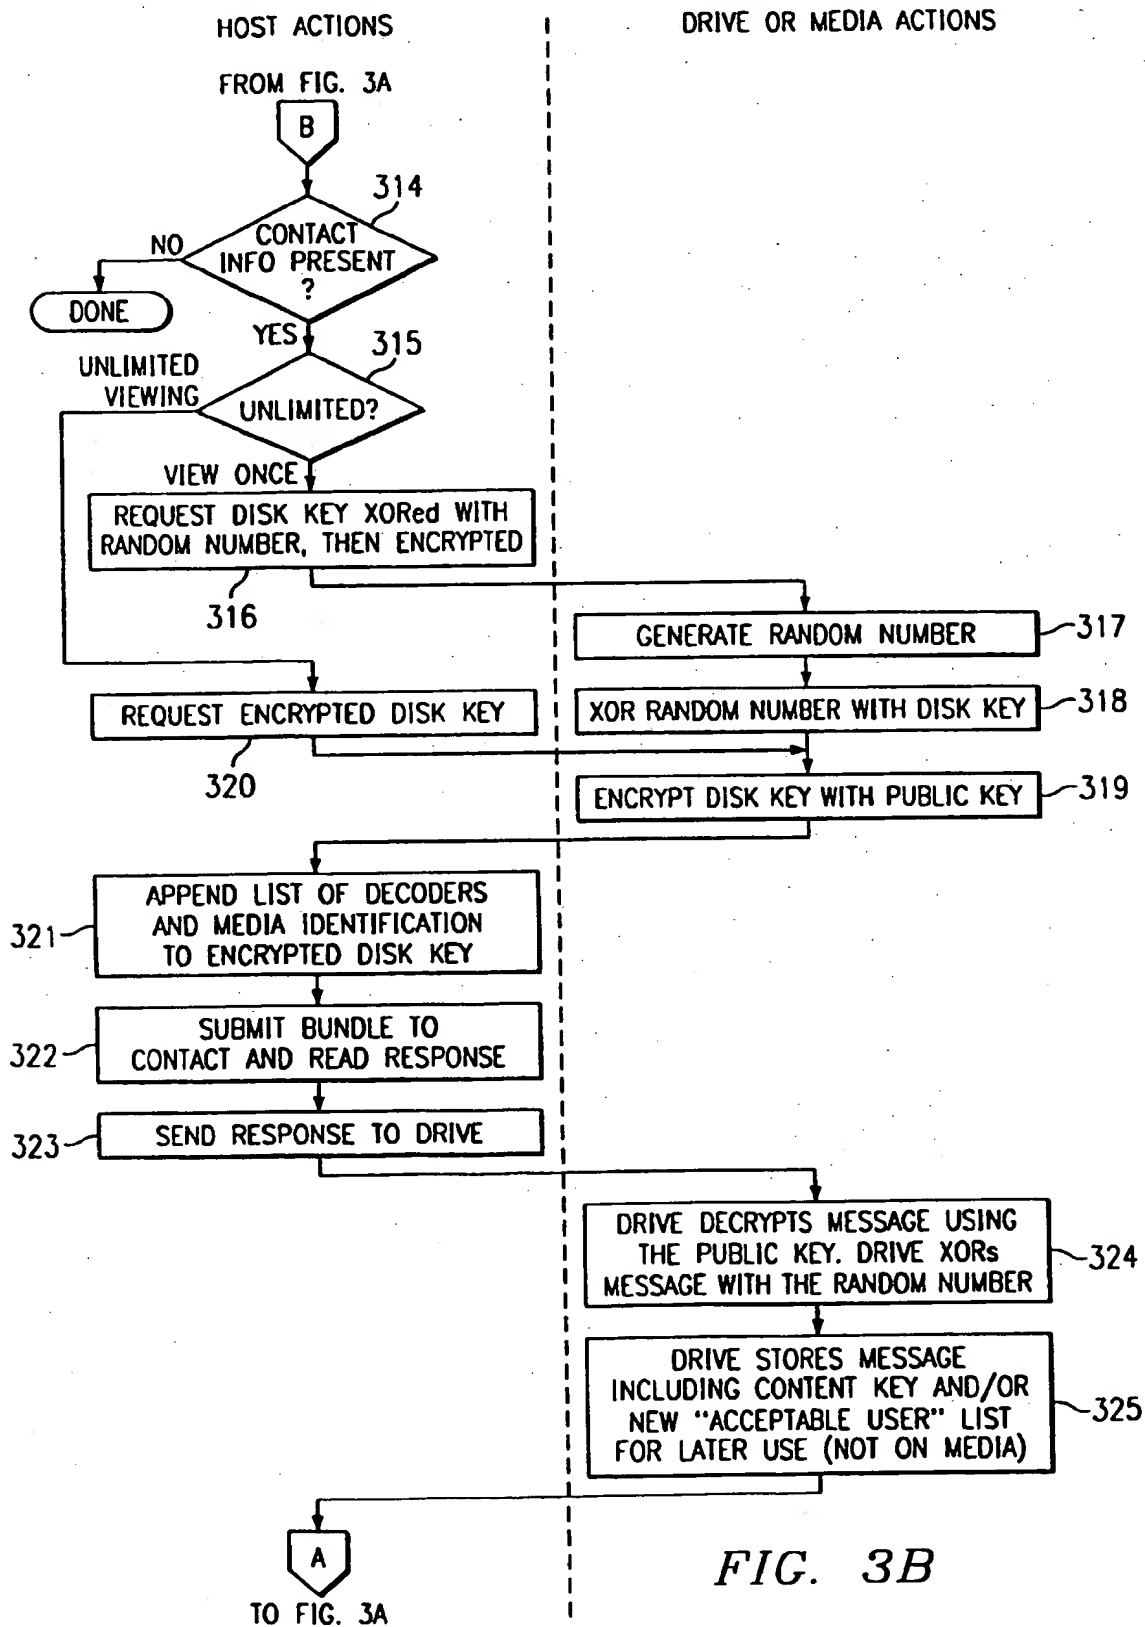 HOST ACTIONS
DRIVE OR MEDIA ACTIONS
FROM FIG. 3A
B
314
CONTACT
INFO PRESENT
?
NO
DONE
YES
315
UNLIMITED
VIEWING
UNLIMITED?
VIEW ONCE
REQUEST DISK KEY XORed WITH
RANDOM NUMBER, THEN ENCRYPTED
316
GENERATE RANDOM NUMBER
317
XOR RANDOM NUMBER WITH DISK KEY
318
REQUEST ENCRYPTED DISK KEY
320
ENCRYPT DISK KEY WITH PUBLIC KEY
319
APPEND LIST OF DECODERS
AND MEDIA IDENTIFICATION
TO ENCRYPTED DISK KEY
321
SUBMIT BUNDLE TO
CONTACT AND READ RESPONSE
322
SEND RESPONSE TO DRIVE
323
DRIVE DECRYPTS MESSAGE USING
THE PUBLIC KEY. DRIVE XORs
MESSAGE WITH THE RANDOM NUMBER
324
DRIVE STORES MESSAGE
INCLUDING CONTENT KEY AND/OR
NEW "ACCEPTABLE USER" LIST
FOR LATER USE (NOT ON MEDIA)
325
A
TO FIG. 3A
FIG. 3B